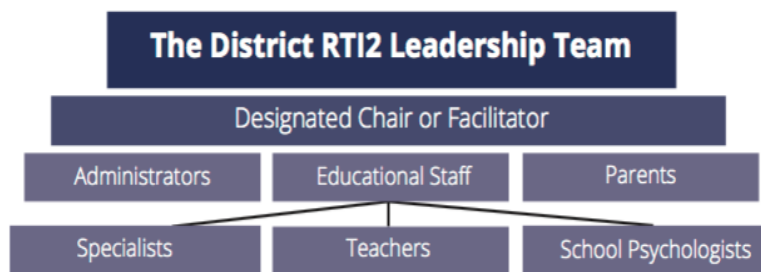 The District RTI2 Leadership Team
Designated Chair or Facilitator
Administrators
Educational Staff
Parents
Specialists
Teachers
School Psychologists